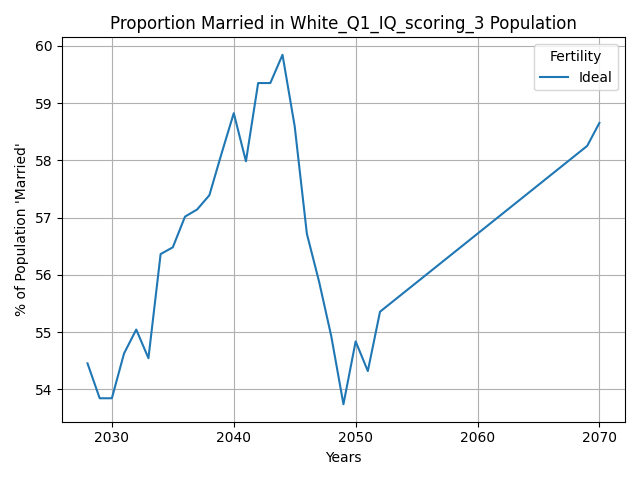 Proportion Married in White_Q1_IQ_scoring_3 Population
60
59
58
57
56
55
54
% of Population 'Married'
Fertility
Ideal
2030 2040 2050 2060 2070
Years